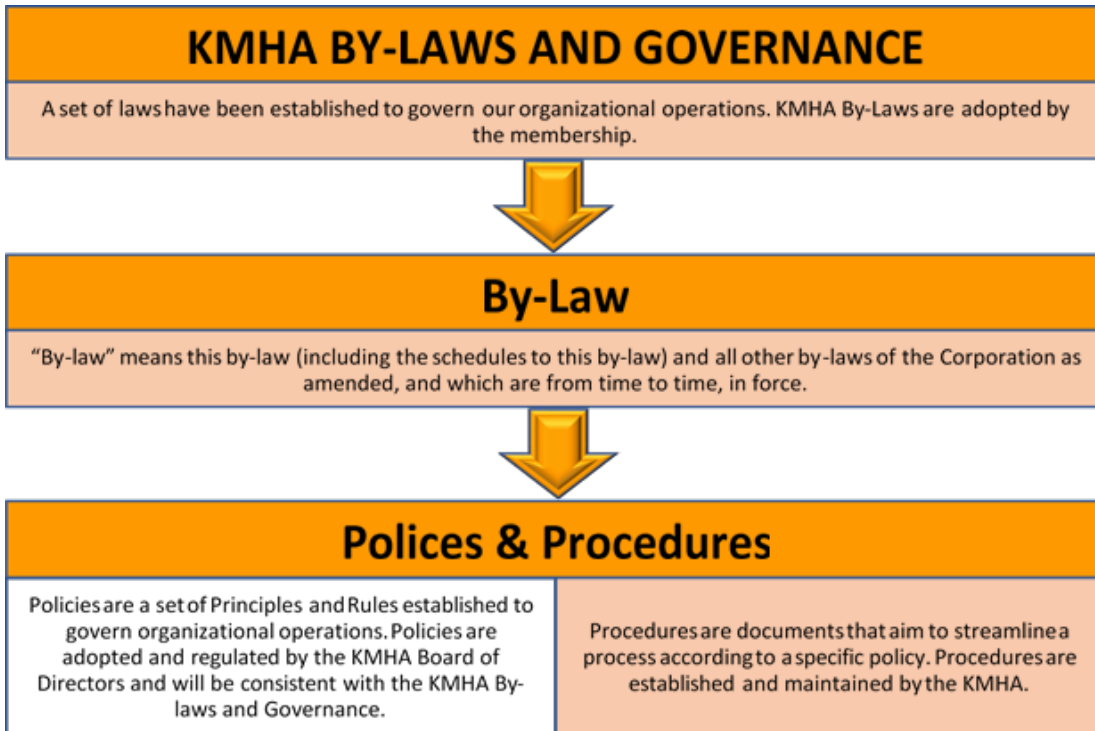 KMHA BY-LAWS AND GOVERNANCE
A set of laws have been established to govern our organizational operations. KMHA By-Laws are adopted by
the membership.
By-Law
“By-law” means this by-law (including the schedules to this by-law) and all other by-laws of the Corporation as
amended, and which are from time to time, in force.
Polices & Procedures
Policies are a set of Principles and Rules established to
govern organizational operations. Policies are
adopted and regulated by the KMHA Board of
Directors and will be consistent with the KMHA By-
laws and Governance.
Procedures are documents that aim to streamline a
process according to a specific policy. Procedures are
established and maintained by the KMHA.